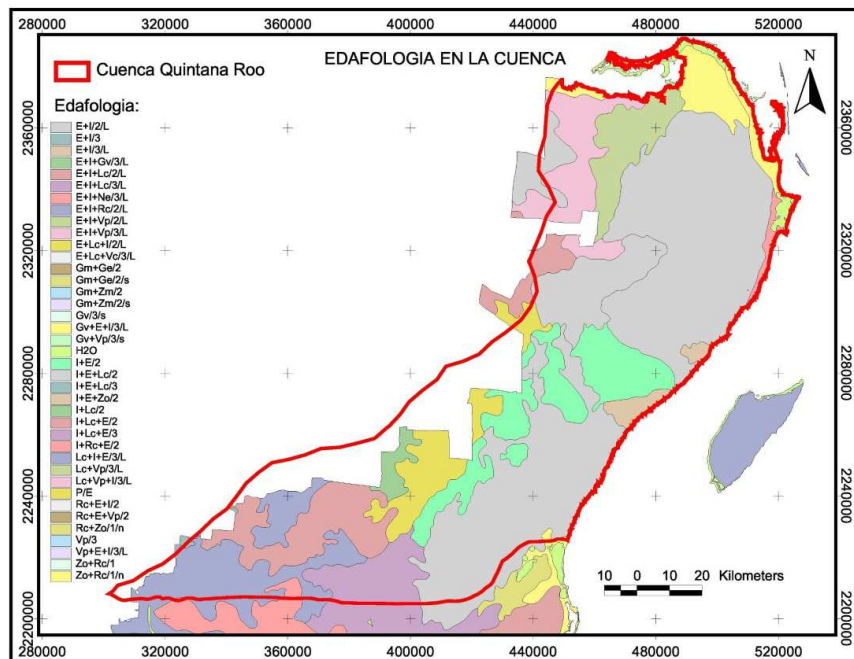 280000 320000 360000 400000 440000 480000 520000
Cuenca Quintana Roo
EDAFOLOGIA EN LA CUENCA
N
Edafologia:
E+I/2/L
E+I/3
E+I/3/L
E+I+Gv/3/L
E+I+Lc/2/L
E+I+Lc/3/L
E+I+Ne/3/L
E+I+Rc/2/L
E+I+Vp/2/L
E+I+Vp/3/L
E+Lc+I/2/L
E+Lc+Vc/3/L
Gm+Ge/2
Gm+Ge/2/s
Gm+Zm/2
Gm+Zm/2/s
Gv/3/s
Gv+E+I/3/L
Gv+Vp/3/s
H2O
I+E/2
I+E+Lc/2
I+E+Lc/3
I+E+Zo/2
I+Lc/2
I+Lc+E/2
I+Lc+E/3
I+Rc+E/2
Lc+I+E/3/L
Lc+Vp/3/L
Lc+Vp+I/3/L
P/E
Rc+E+I/2
Rc+E+Vp/2
Rc+Zo/1/n
Vp/3
Vp+E+I/3/L
Zo+Rc/1
Zo+Rc/1/n
2360000
2320000
2280000
2240000
2200000
2360000
2320000
2280000
2240000
2200000
10 0 10 20 Kilometers
280000 320000 360000 400000 440000 480000 520000